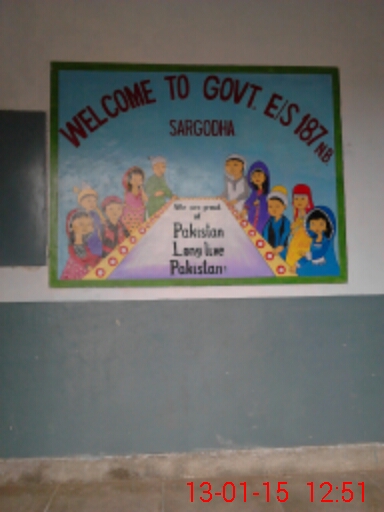 WELCOME TO GOVT. E/S 187 NB
SARGODHA
We are proud
of
Pakistan
Long live
Pakistan!
13-01-15 12:51